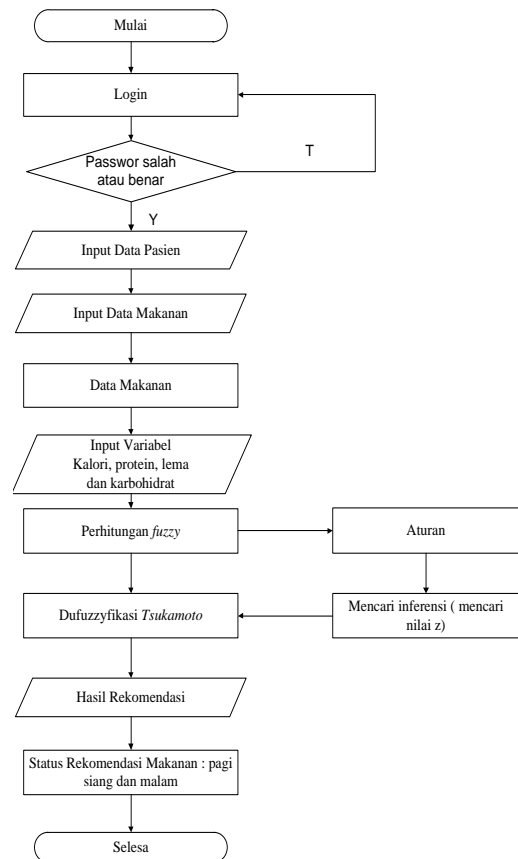 Mulai
Login
Passwor salah
atau benar
T
Y
Input Data Pasien
Input Data Makanan
Data Makanan
Input Variabel
Kalori, protein, lema
dan karbohidrat
Perhitungan fuzzy
Aturan
Dufuzzyfikasi Tsukamoto
Mencari inferensi ( mencari
nilai z)
Hasil Rekomendasi
Status Rekomendasi Makanan : pagi
siang dan malam
Selesa